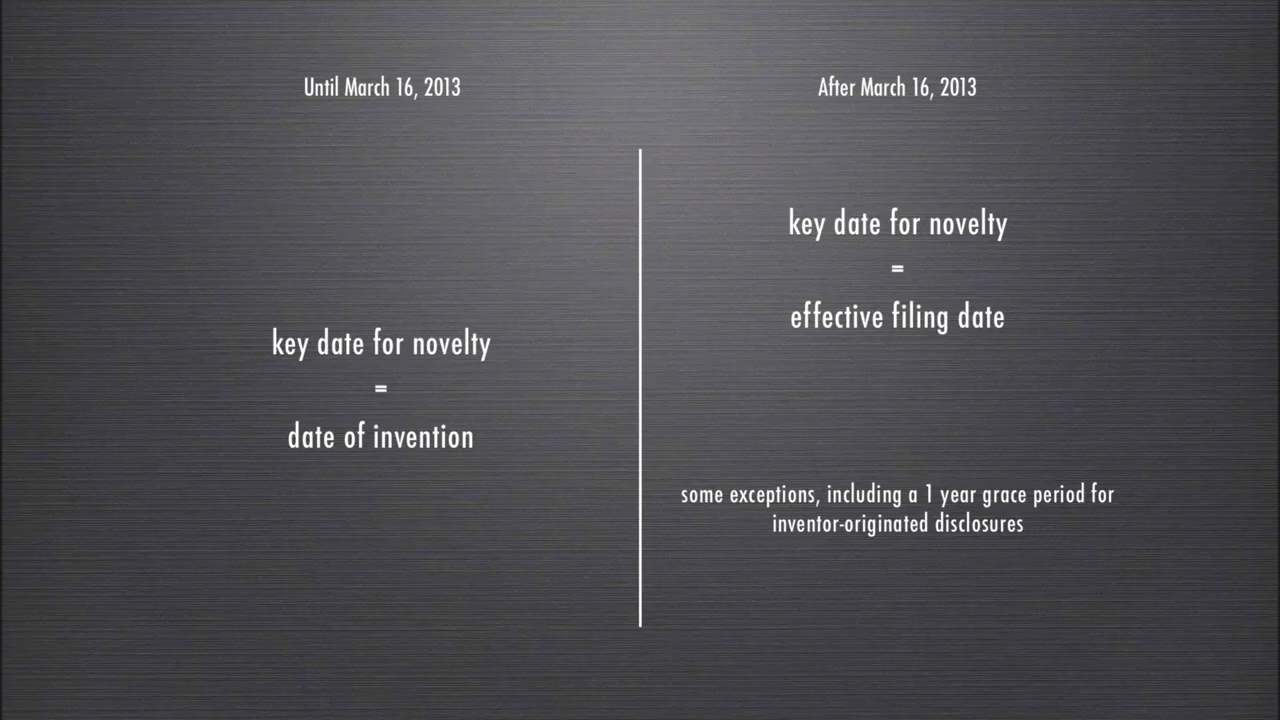 Until March 16, 2013
key date for novelty
=
date of invention
After March 16, 2013
key date for novelty
=
effective filing date
some exceptions, including a 1 year grace period for
inventor-originated disclosures